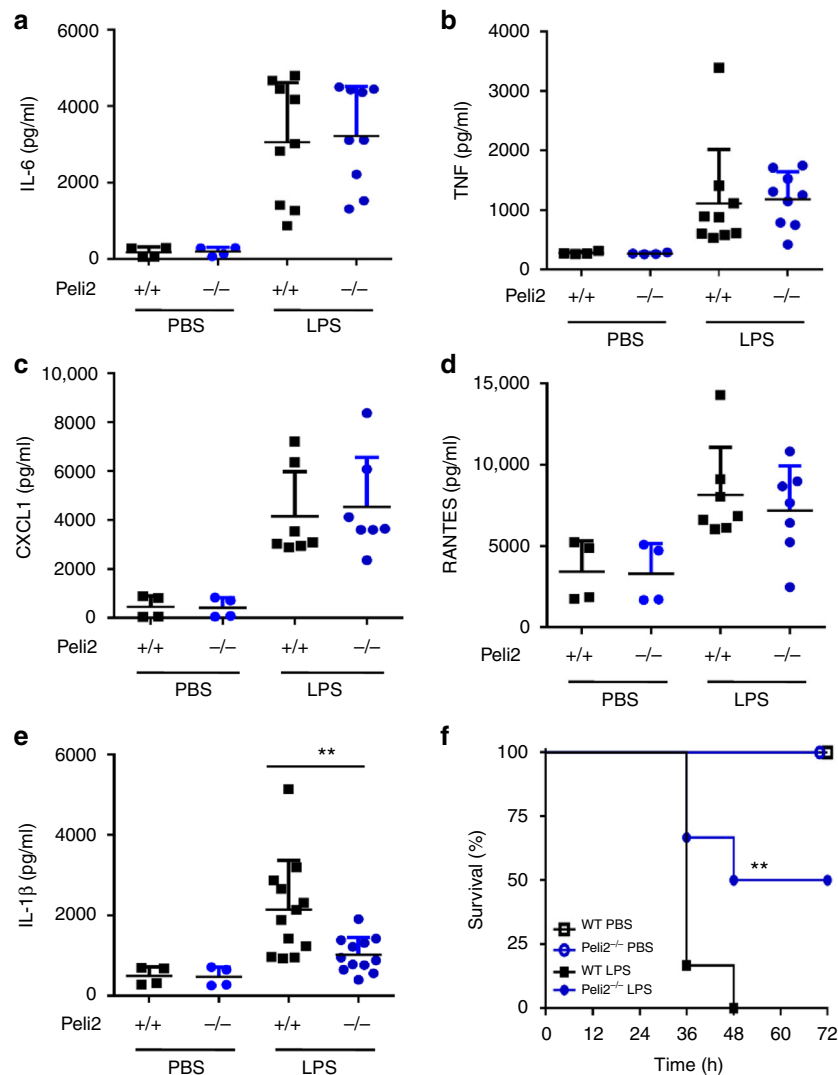 a
6000
4000
2000
0
IL-6 (pg/ml)
Peli2 +/+ −/− +/+ −/−
PBS LPS
b
4000
3000
2000
1000
0
TNF (pg/ml)
Peli2 +/+ −/− +/+ −/−
PBS LPS
c
10,000
8000
6000
4000
2000
0
CXCL1 (pg/ml)
Peli2 +/+ −/− +/+ −/−
PBS LPS
d
15,000
10,000
5000
0
RANTES (pg/ml)
Peli2 +/+ −/− +/+ −/−
PBS LPS
e
6000
4000
2000
0
IL-1β (pg/ml)
**
Peli2 +/+ −/− +/+ −/−
PBS LPS
f
100
75
50
25
0
Survival (%)
**
WT PBS
Peli2−/− PBS
WT LPS
Peli2−/− LPS
0 12 24 36 48 60 72
Time (h)